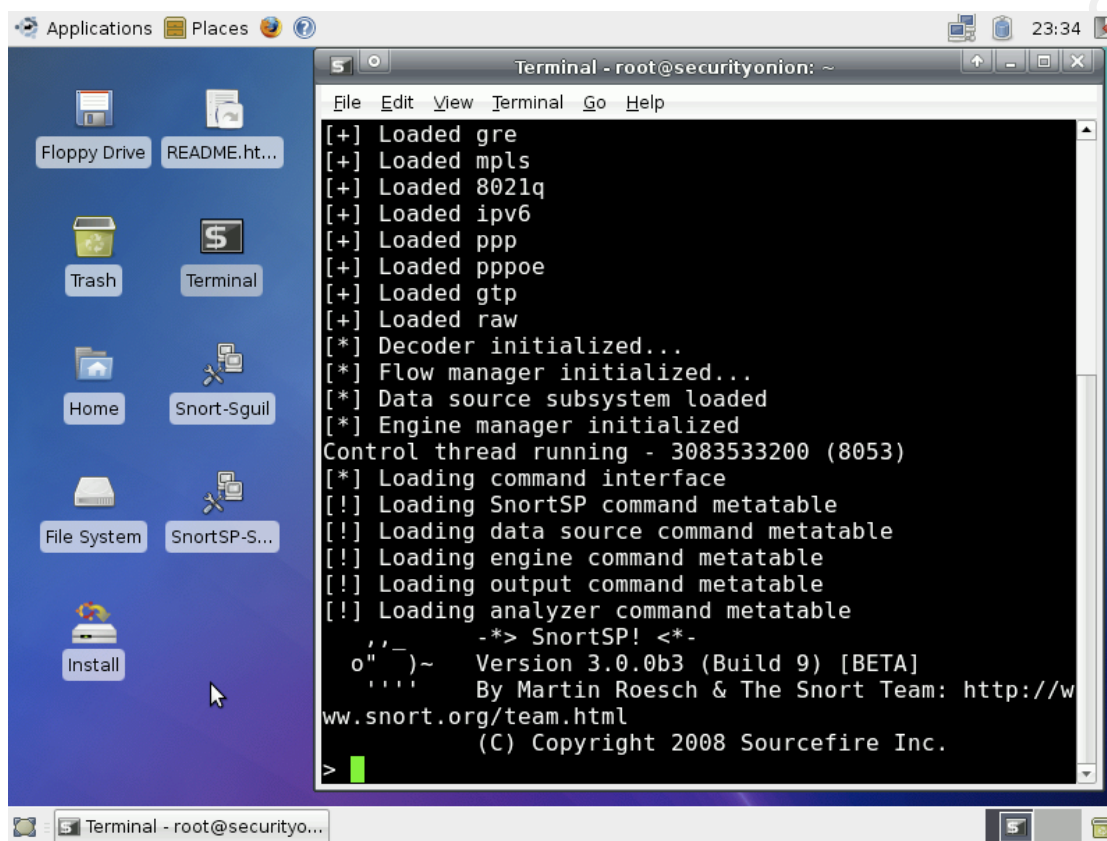 Applications Places 23:34
Terminal - root@securityonion: ~
File Edit View Terminal Go Help
Floppy Drive
README.ht...
Trash
Terminal
Home
Snort-Sguil
File System
SnortSP-S...
Install
[+] Loaded gre
[+] Loaded mpls
[+] Loaded 8021q
[+] Loaded ipv6
[+] Loaded ppp
[+] Loaded pppoe
[+] Loaded gtp
[+] Loaded raw
[*] Decoder initialized...
[*] Flow manager initialized...
[*] Data source subsystem loaded
[*] Engine manager initialized
Control thread running - 3083533200 (8053)
[*] Loading command interface
[!] Loading SnortSP command metatable
[!] Loading data source command metatable
[!] Loading engine command metatable
[!] Loading output command metatable
[!] Loading analyzer command metatable
,,_ -*> SnortSP! <*-
o" )~ Version 3.0.0b3 (Build 9) [BETA]
'''' By Martin Roesch & The Snort Team: http://w
ww.snort.org/team.html
(C) Copyright 2008 Sourcefire Inc.
>
Terminal - root@securityo...